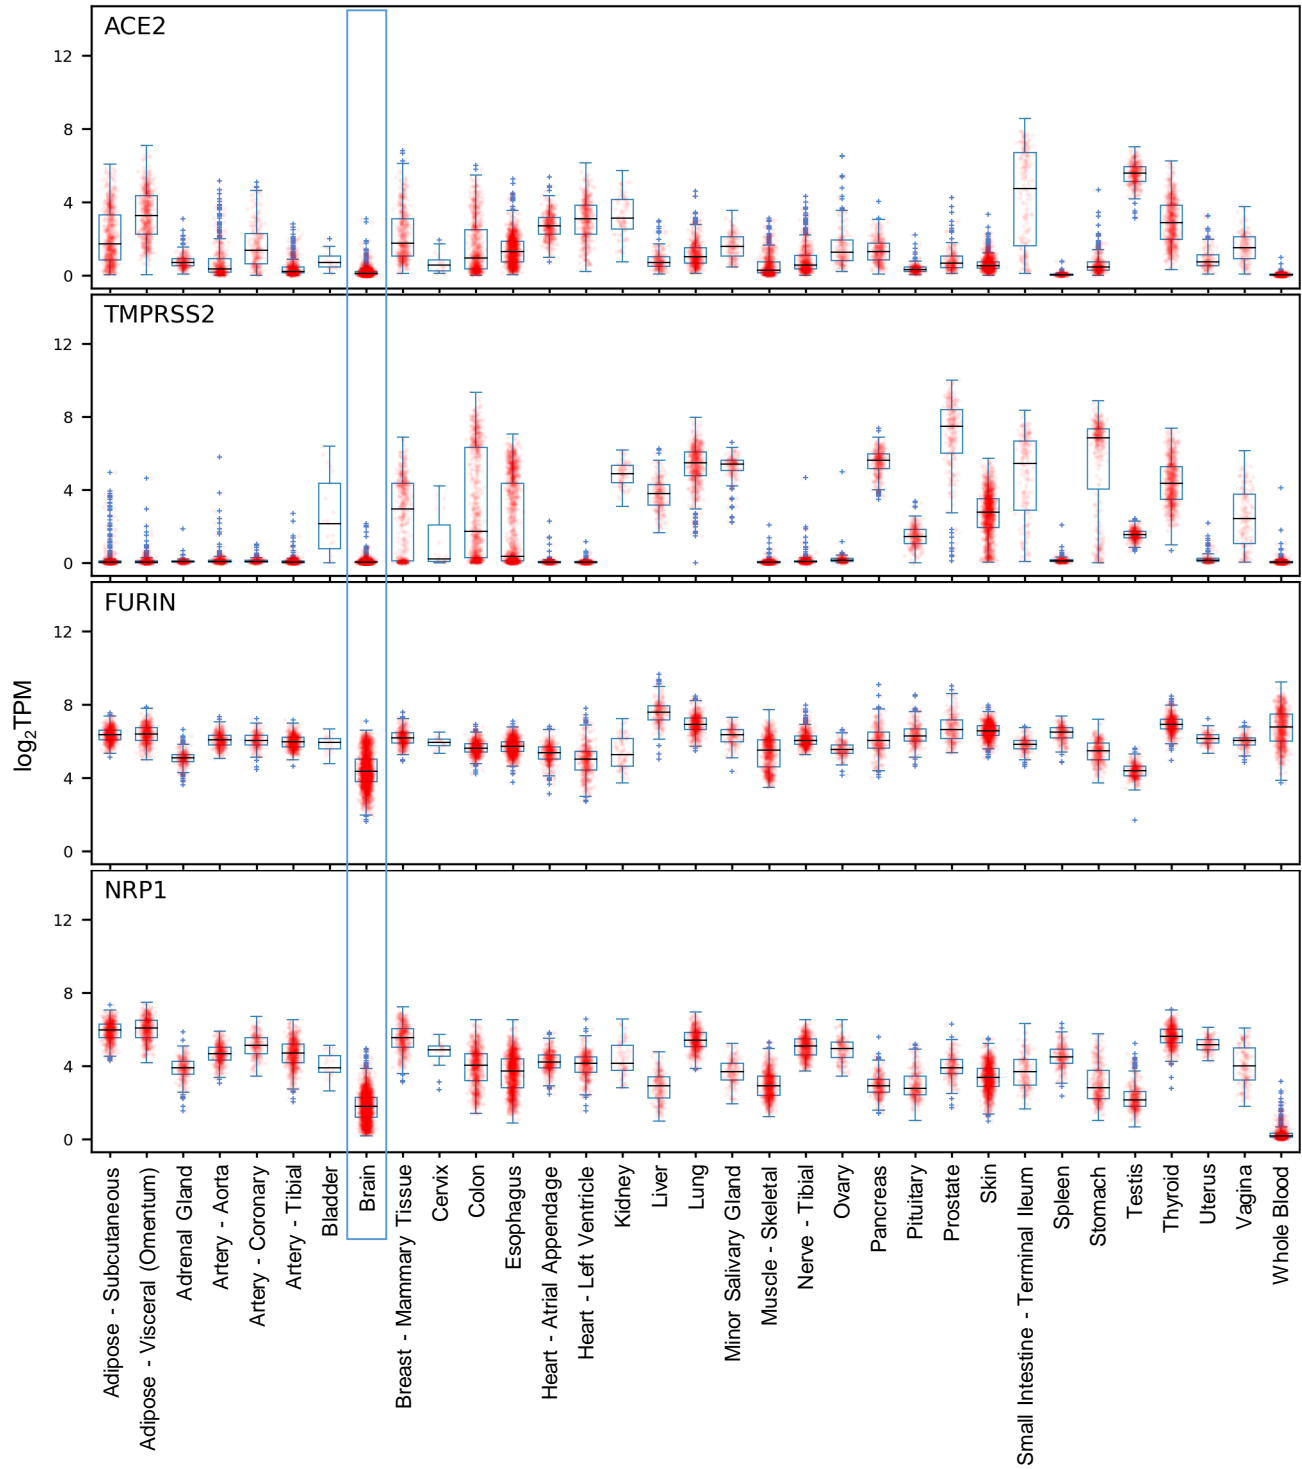 ACE2
12
8
4
0
TMPRSS2
12
8
4
0
FURIN
12
8
4
0
log₂TPM
NRP1
12
8
4
0
Adipose - Subcutaneous
Adipose - Visceral (Omentum)
Adrenal Gland
Artery - Aorta
Artery - Coronary
Artery - Tibial
Bladder
Brain
Breast - Mammary Tissue
Cervix
Colon
Esophagus
Heart - Atrial Appendage
Heart - Left Ventricle
Kidney
Liver
Lung
Minor Salivary Gland
Muscle - Skeletal
Nerve - Tibial
Ovary
Pancreas
Pituitary
Prostate
Skin
Small Intestine - Terminal Ileum
Spleen
Stomach
Testis
Thyroid
Uterus
Vagina
Whole Blood